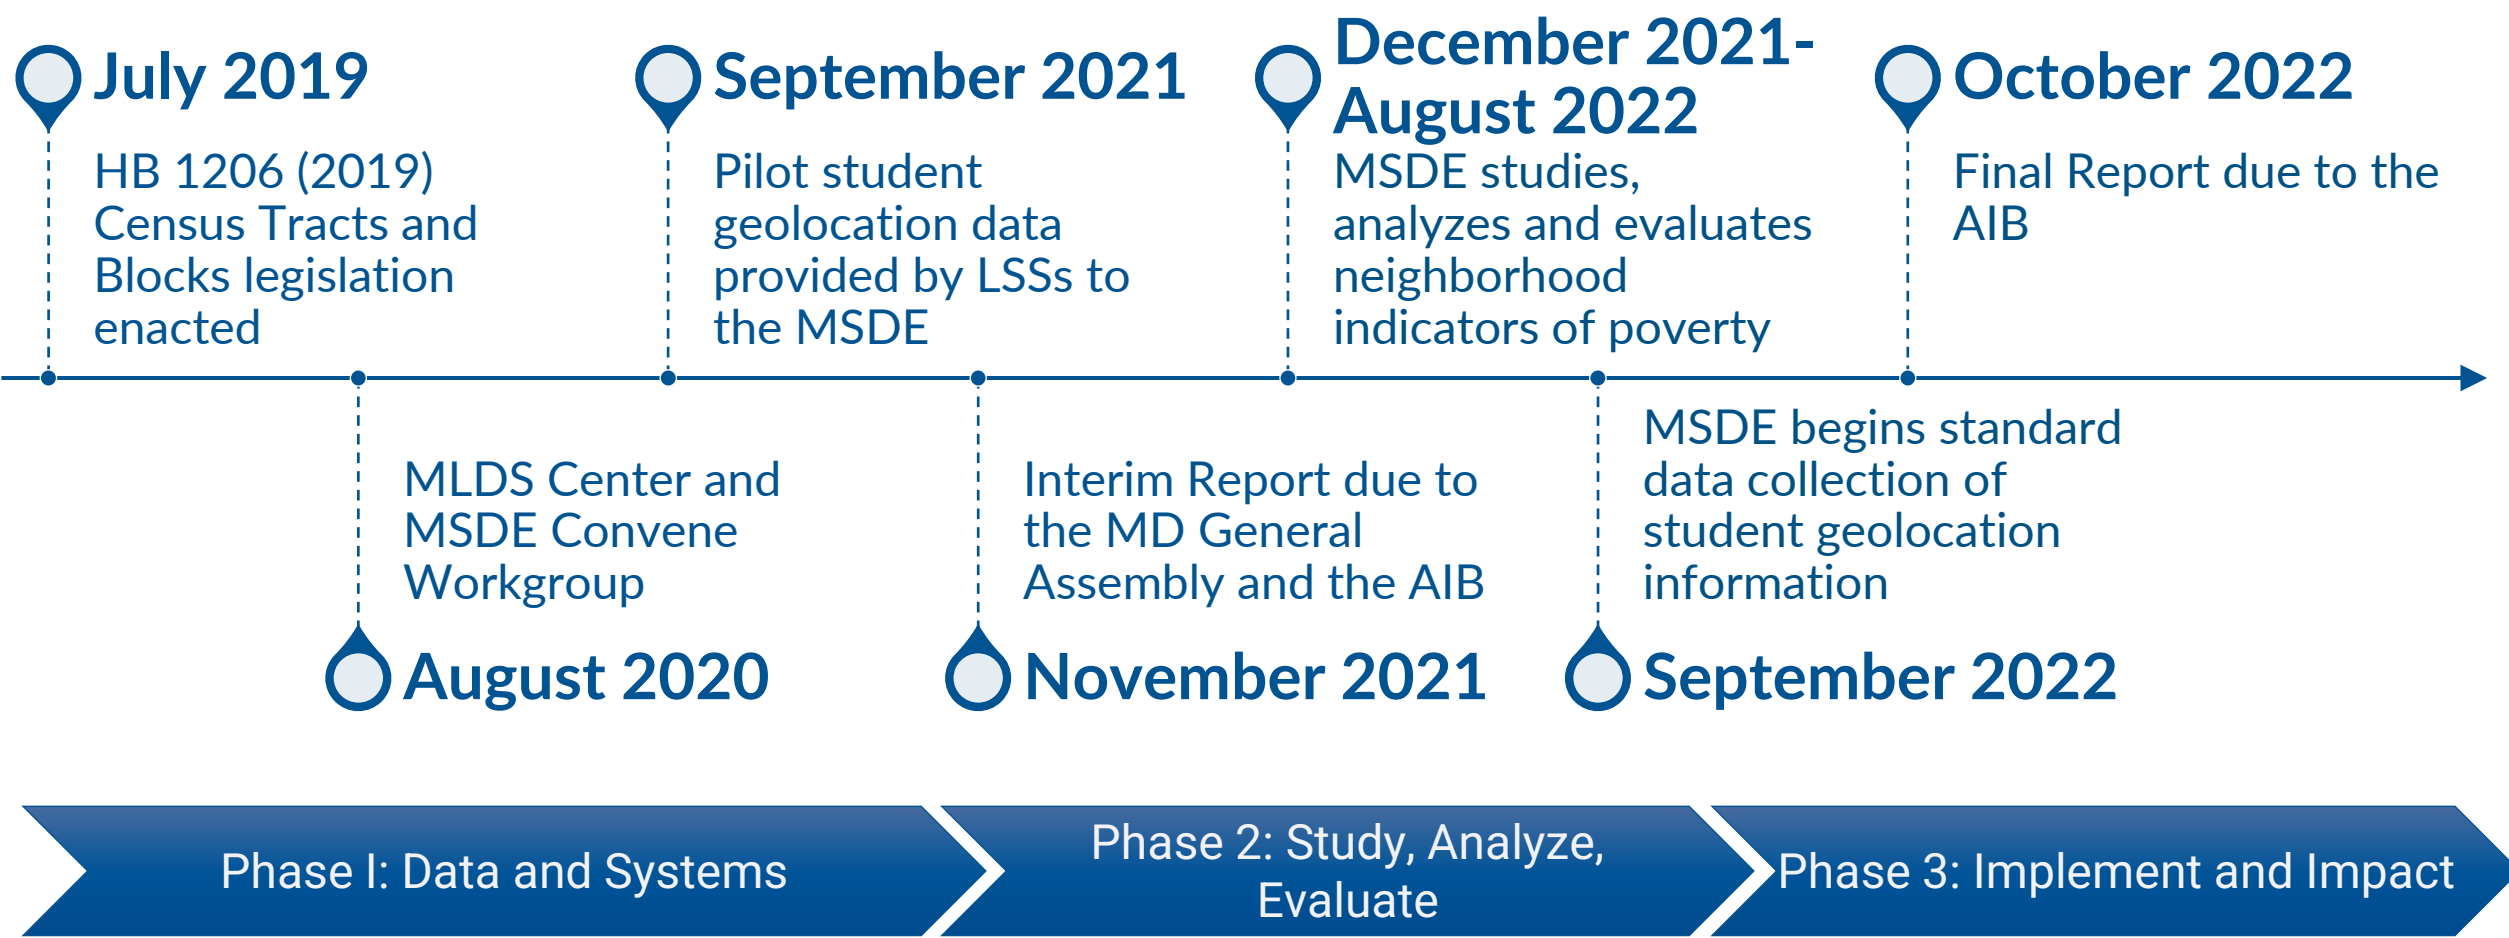 July 2019
HB 1206 (2019)
Census Tracts and
Blocks legislation
enacted
MLDS Center and
MSDE Convene
Workgroup
August 2020
September 2021
Pilot student
geolocation data
provided by LSSs to
the MSDE
Interim Report due to
the MD General
Assembly and the AIB
November 2021
December 2021-
August 2022
MSDE studies,
analyzes and evaluates
neighborhood
indicators of poverty
MSDE begins standard
data collection of
student geolocation
information
September 2022
October 2022
Final Report due to the
AIB
Phase I: Data and Systems
Phase 2: Study, Analyze,
Evaluate
Phase 3: Implement and Impact